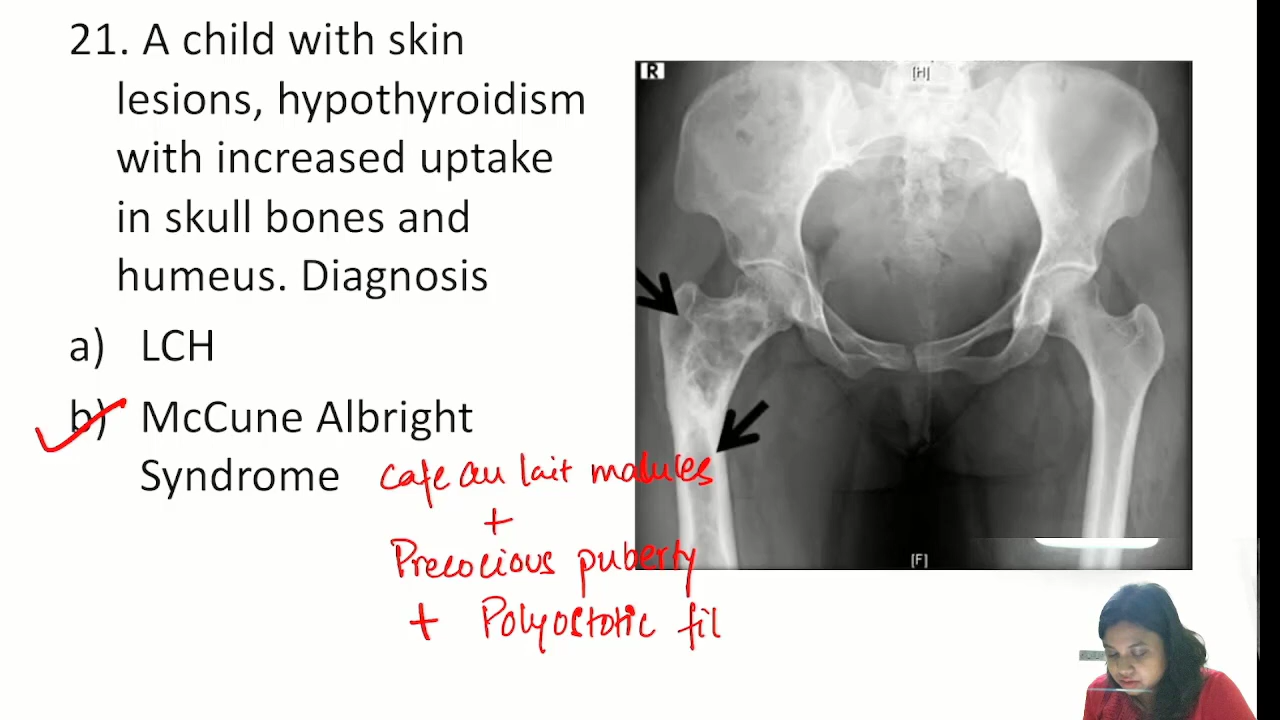 21. A child with skin
lesions, hypothyroidism
with increased uptake
in skull bones and
humeus. Diagnosis
a) LCH
b) McCune Albright
Syndrome
cafe au lait
+
Precocious puberty
+ Polyostotic fil
R
[H]
[F]